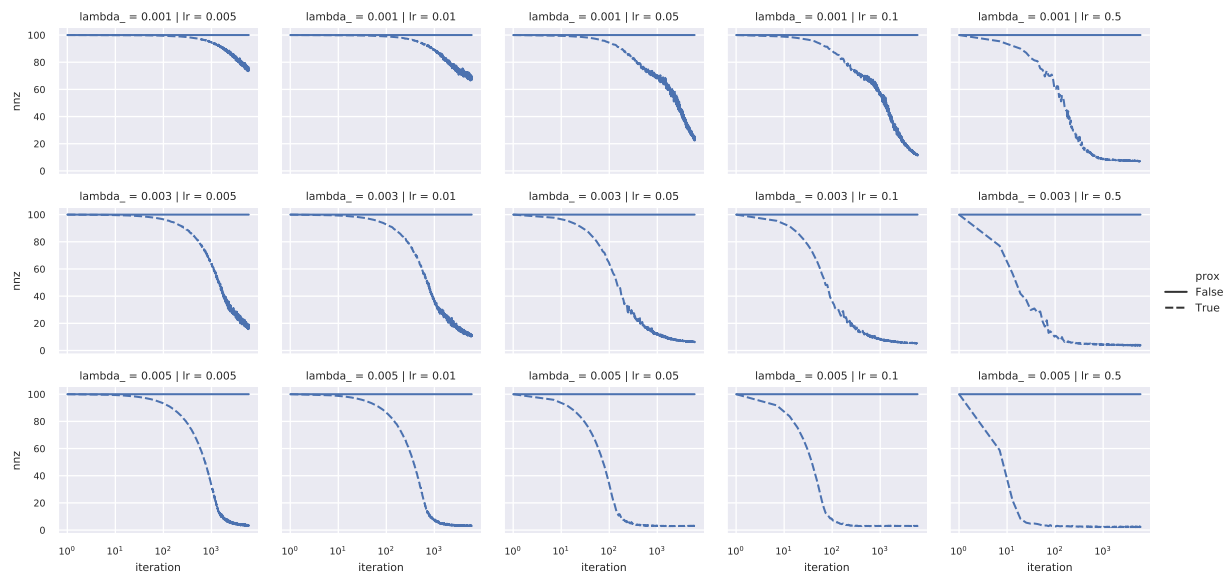 lambda_ = 0.001 | lr = 0.005
lambda_ = 0.001 | lr = 0.01
lambda_ = 0.001 | lr = 0.05
lambda_ = 0.001 | lr = 0.1
lambda_ = 0.001 | lr = 0.5
100
80
60
40
20
0
nnz
lambda_ = 0.003 | lr = 0.005
lambda_ = 0.003 | lr = 0.01
lambda_ = 0.003 | lr = 0.05
lambda_ = 0.003 | lr = 0.1
lambda_ = 0.003 | lr = 0.5
100
80
60
40
20
0
nnz
prox
False
True
lambda_ = 0.005 | lr = 0.005
lambda_ = 0.005 | lr = 0.01
lambda_ = 0.005 | lr = 0.05
lambda_ = 0.005 | lr = 0.1
lambda_ = 0.005 | lr = 0.5
100
80
60
40
20
0
nnz
10⁰ 10¹ 10² 10³
10⁰ 10¹ 10² 10³
10⁰ 10¹ 10² 10³
10⁰ 10¹ 10² 10³
10⁰ 10¹ 10² 10³
iteration
iteration
iteration
iteration
iteration